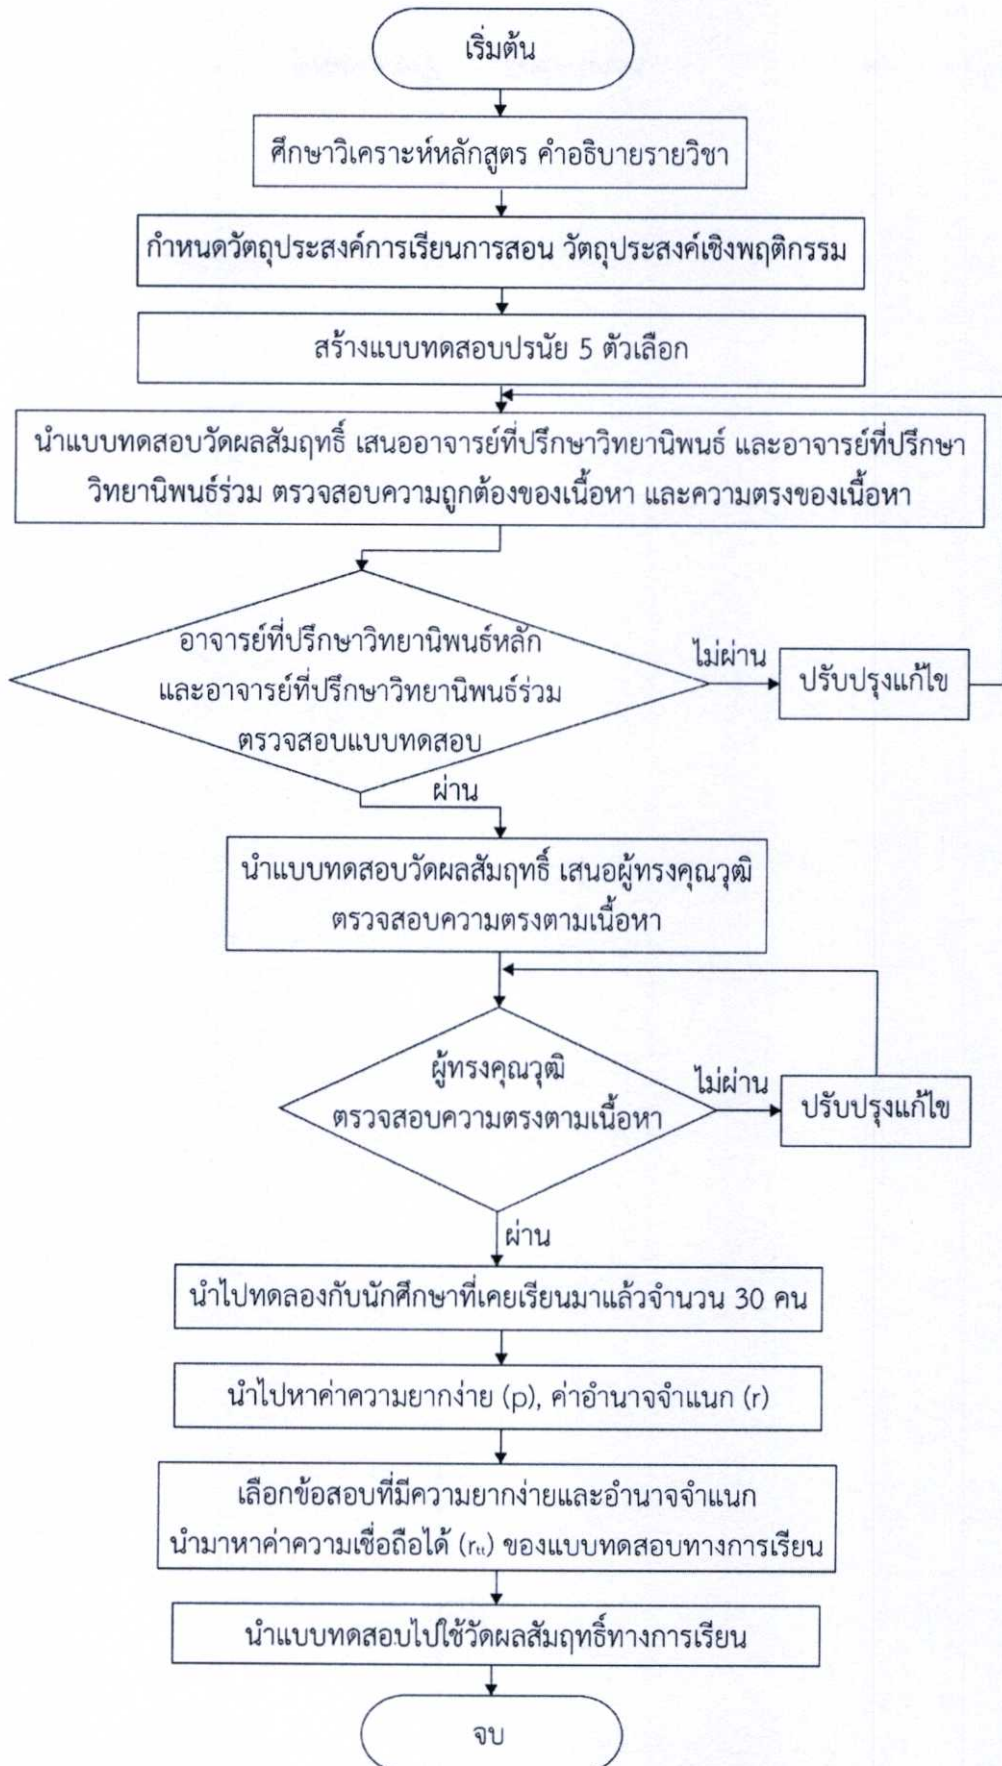 เริ่มต้น
ศึกษาวิเคราะห์หลักสูตร คำอธิบายรายวิชา
กำหนดวัตถุประสงค์การเรียนการสอน วัตถุประสงค์เชิงพฤติกรรม
สร้างแบบทดสอบปรนัย 5 ตัวเลือก
นำแบบทดสอบวัดผลสัมฤทธิ์ เสนออาจารย์ที่ปรึกษาวิทยานิพนธ์ และอาจารย์ที่ปรึกษา
วิทยานิพนธ์ร่วม ตรวจสอบความถูกต้องของเนื้อหา และความตรงของเนื้อหา
อาจารย์ที่ปรึกษาวิทยานิพนธ์หลัก
และอาจารย์ที่ปรึกษาวิทยานิพนธ์ร่วม
ตรวจสอบแบบทดสอบ
ไม่ผ่าน
ปรับปรุงแก้ไข
ผ่าน
นำแบบทดสอบวัดผลสัมฤทธิ์ เสนอผู้ทรงคุณวุฒิ
ตรวจสอบความตรงตามเนื้อหา
ผู้ทรงคุณวุฒิ
ตรวจสอบความตรงตามเนื้อหา
ไม่ผ่าน
ปรับปรุงแก้ไข
ผ่าน
นำไปทดลองกับนักศึกษาที่เคยเรียนมาแล้วจำนวน 30 คน
นำไปหาค่าความยากง่าย (p), ค่าอำนาจจำแนก (r)
เลือกข้อสอบที่มีความยากง่ายและอำนาจจำแนก
นำมาหาค่าความเชื่อถือได้ (rₜₜ) ของแบบทดสอบทางการเรียน
นำแบบทดสอบไปใช้วัดผลสัมฤทธิ์ทางการเรียน
จบ